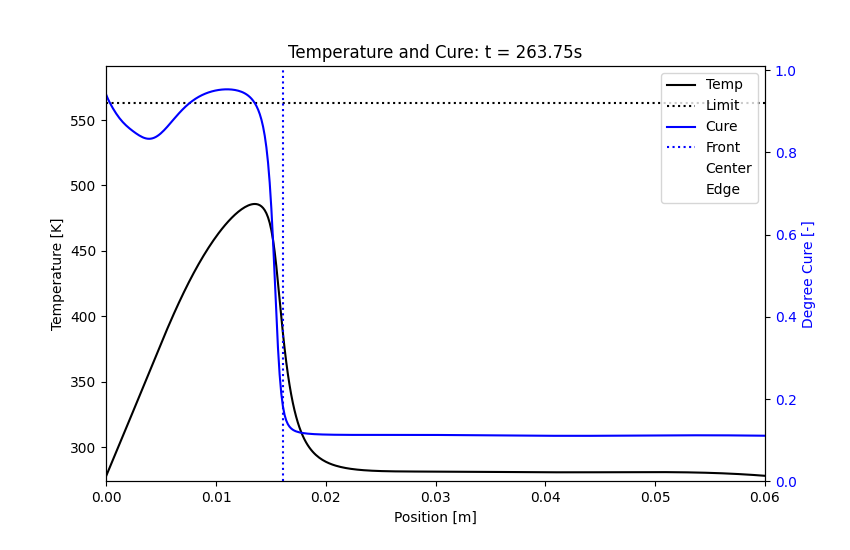 Temperature and Cure: t = 263.75s
Temperature [K]
550
500
450
400
350
300
Temp
Limit
Cure
Front
Center
Edge
1.0
0.8
0.6
0.4
0.2
0.0
Degree Cure [-]
0.00
0.01
0.02
0.03
0.04
0.05
0.06
Position [m]